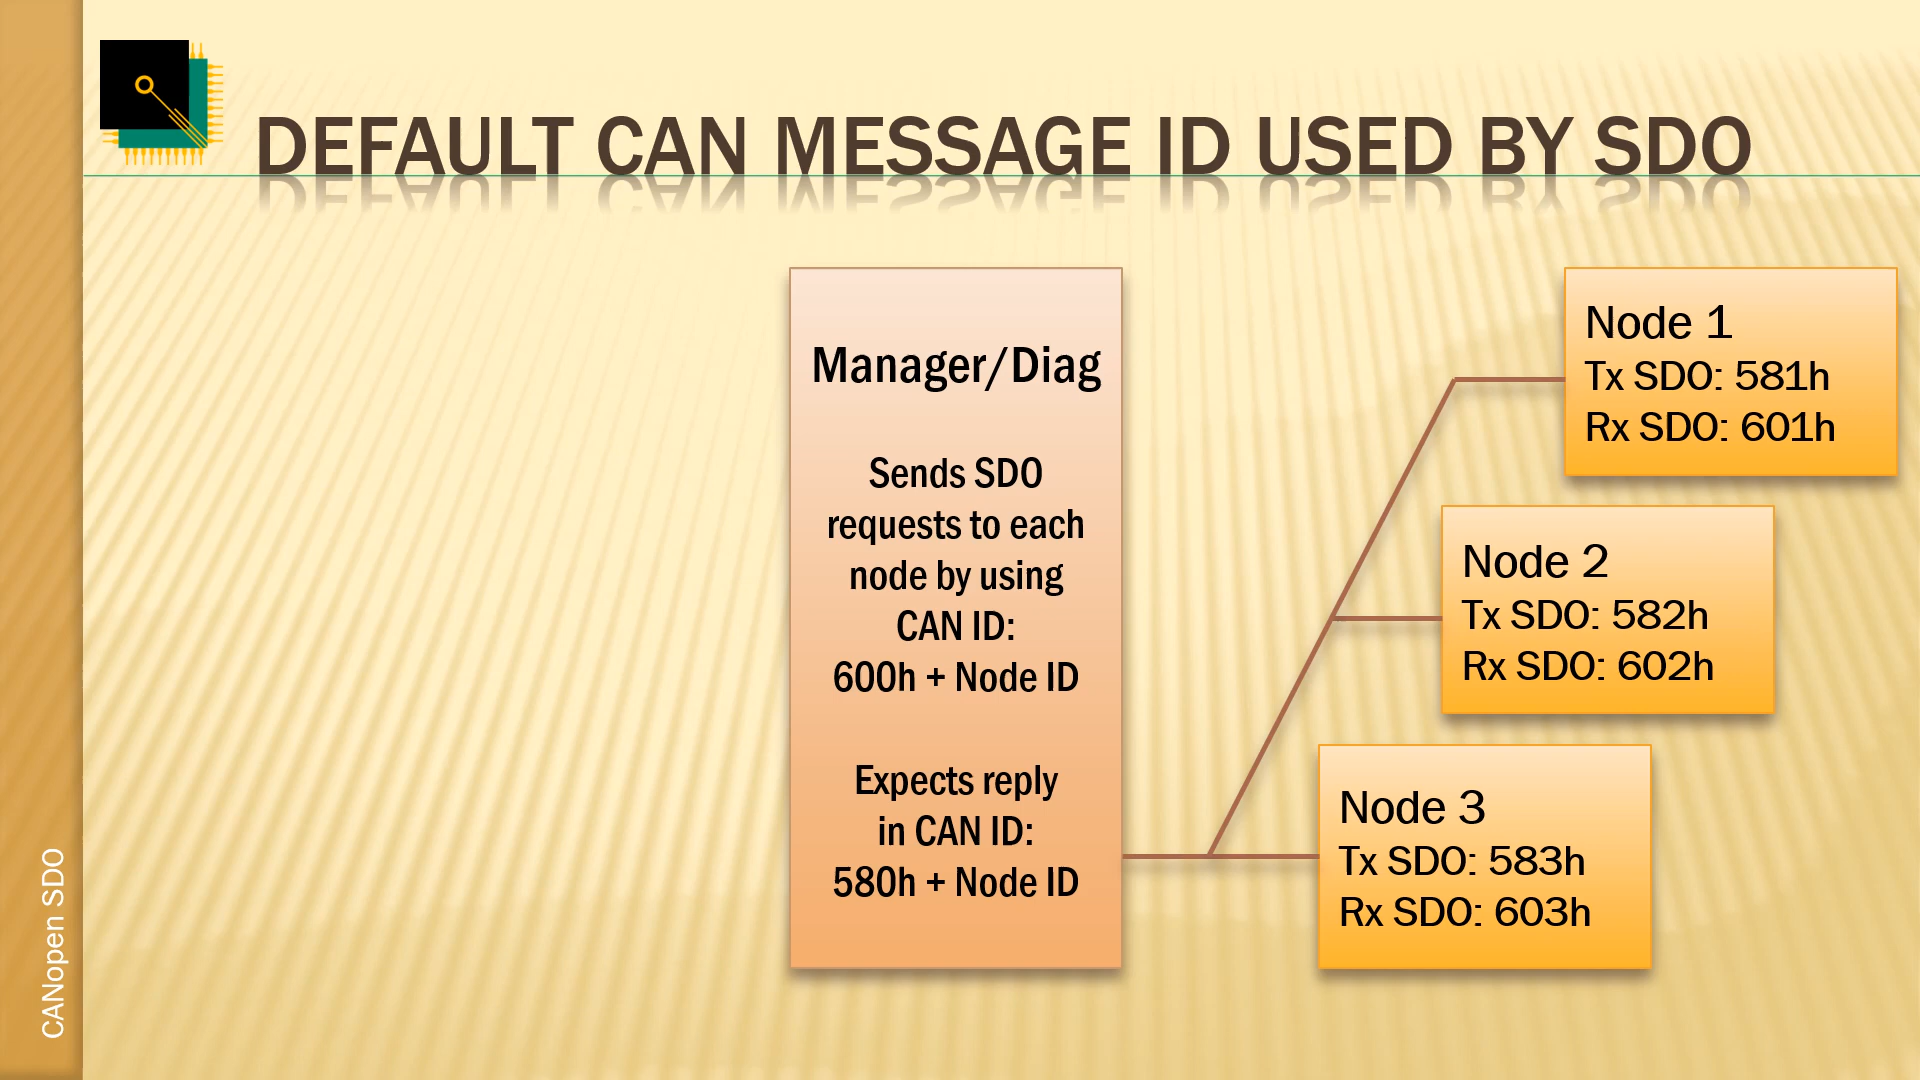 DEFAULT CAN MESSAGE ID USED BY SDO
Manager/Diag
Sends SDO
requests to each
node by using
CAN ID:
600h + Node ID
Expects reply
in CAN ID:
580h + Node ID
Node 1
Tx SDO: 581h
Rx SDO: 601h
Node 2
Tx SDO: 582h
Rx SDO: 602h
Node 3
Tx SDO: 583h
Rx SDO: 603h
CANopen SDO